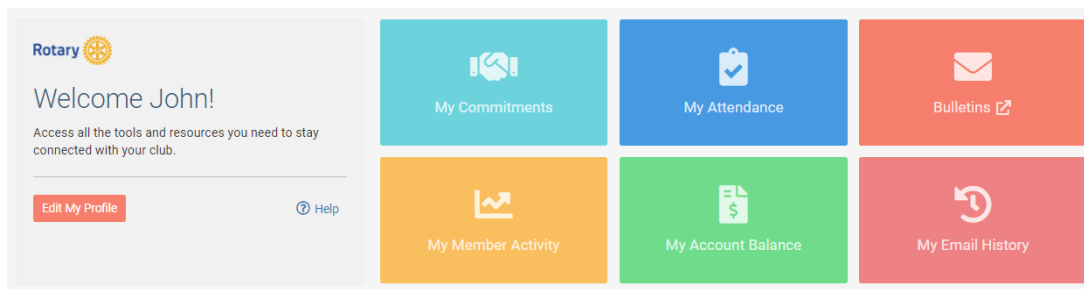 Rotary
Welcome John!
Access all the tools and resources you need to stay
connected with your club.
Edit My Profile
Help
My Commitments
My Attendance
Bulletins
My Member Activity
My Account Balance
My Email History